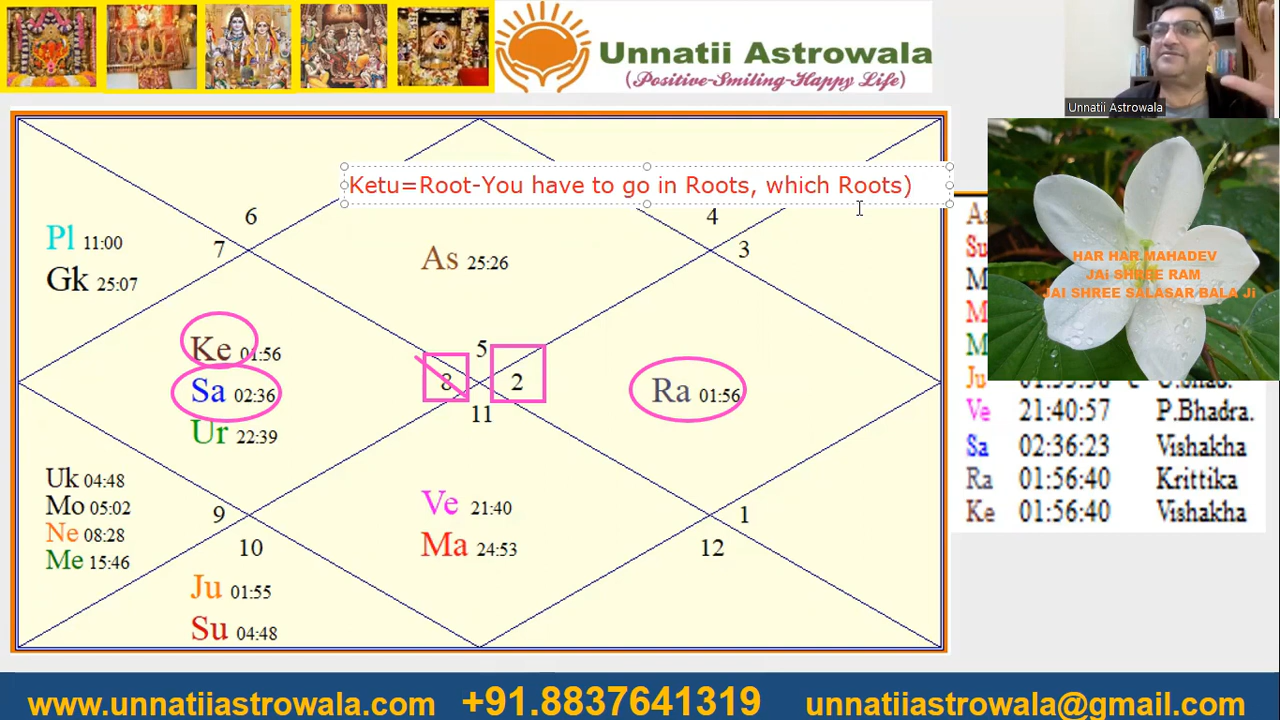 Unnatii Astrowala
(Positive-Smiling-Happy Life)
Unnatii Astrowala
Ketu=Root-You have to go in Roots, which Roots)
6
4
Pl 11:00
7
As 25:26
3
Gk 25:07
HAR HAR MAHADEV
JAi SHREE RAM
JAI SHREE SALASAR BALA Ji
Ke 01:56
5
Sa 02:36
8
2
Ra 01:56
11
Ur 22:39
Uk 04:48
Mo 05:02
Ne 08:28
Me 15:46
9
10
Ve 21:40
Ma 24:53
1
12
Ju 01:55
Su 04:48
As
Su
M
M
M
Ju
Ve 21:40:57 P.Bhadra.
Sa 02:36:23 Vishakha
Ra 01:56:40 Krittika
Ke 01:56:40 Vishakha
www.unnatiiastrowala.com +91.8837641319 unnatiiastrowala@gmail.com